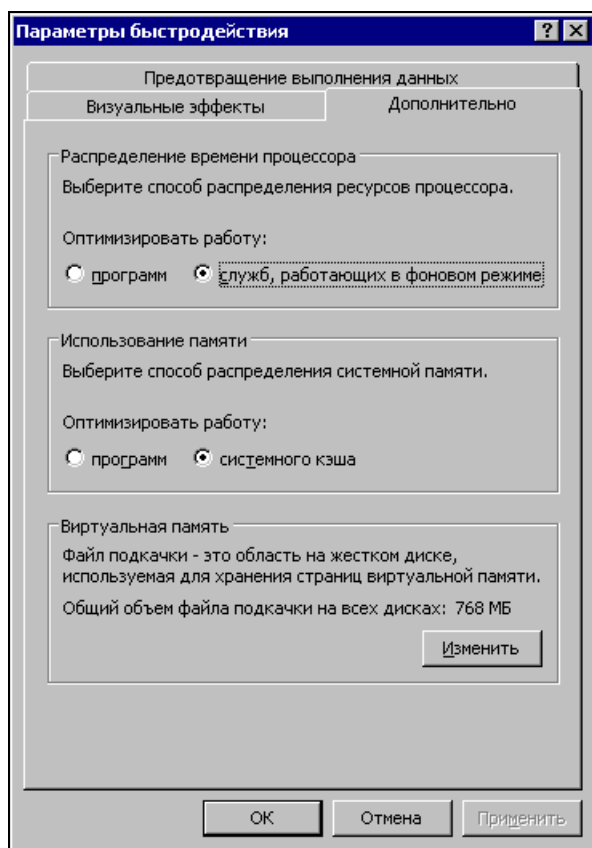 Параметры быстродействия
Предотвращение выполнения данных
Визуальные эффекты
Дополнительно
Распределение времени процессора
Выберите способ распределения ресурсов процессора.
Оптимизировать работу:
программ служб, работающих в фоновом режиме
Использование памяти
Выберите способ распределения системной памяти.
Оптимизировать работу:
программ системного кэша
Виртуальная память
Файл подкачки - это область на жестком диске,
используемая для хранения страниц виртуальной памяти.
Общий объем файла подкачки на всех дисках: 768 МБ
Изменить
ОК Отмена Применить